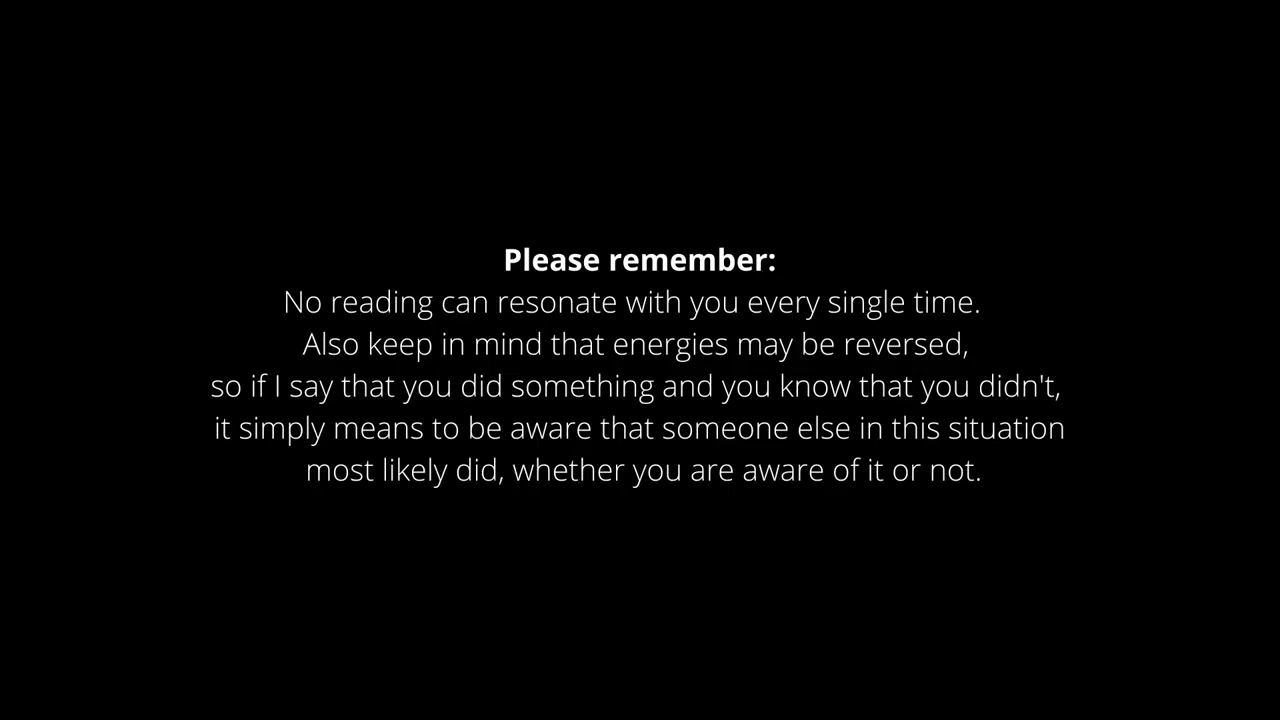 Please remember:
No reading can resonate with you every single time.
Also keep in mind that energies may be reversed,
so if I say that you did something and you know that you didn't,
it simply means to be aware that someone else in this situation
most likely did, whether you are aware of it or not.